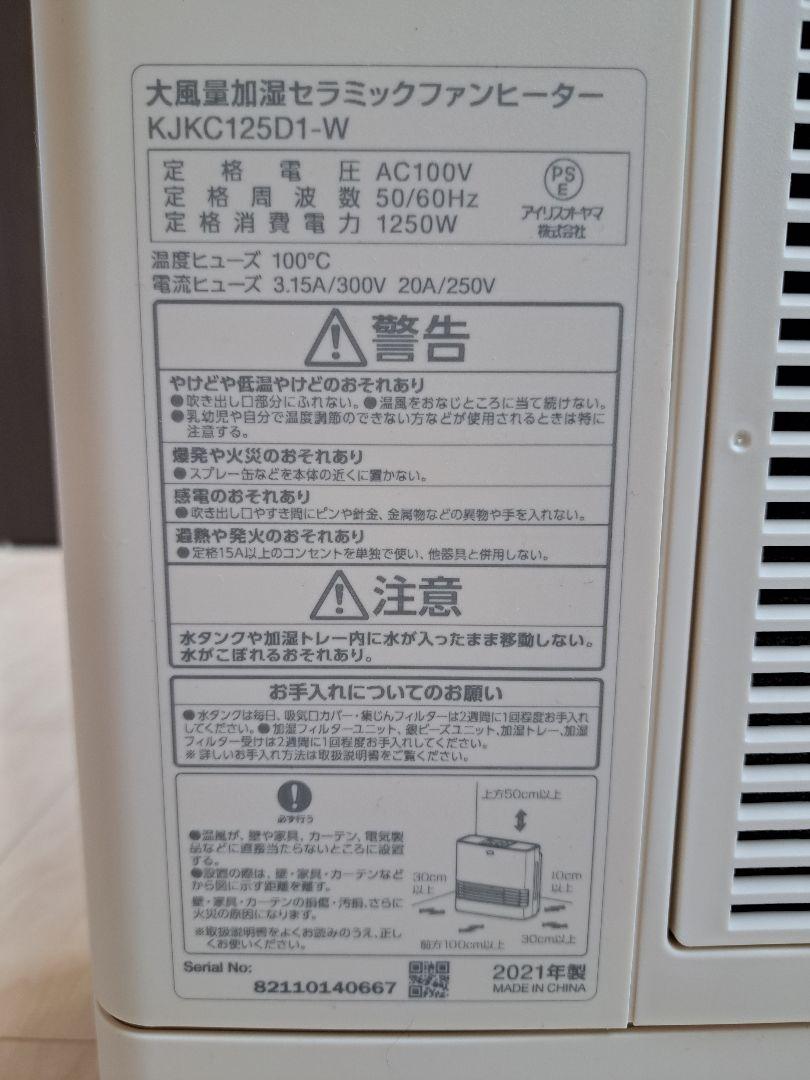 大風量加湿セラミックファンヒーター
KJKC125D1-W
定格電圧 AC100V
定格周波数 50/60Hz
定格消費電力 1250W
PS
E
アイリスオーヤマ
株式会社
温度ヒューズ 100℃
電流ヒューズ 3.15A/300V 20A/250V
警告
やけどや低温やけどのおそれあり
●吹き出し口部分にふれない。●温風をおなじところに当て続けない。
●乳幼児や自分で温度調節のできない方などが使用されるときは特に
注意する。
爆発や火災のおそれあり
●スプレー缶などを本体の近くに置かない。
感電のおそれあり
●吹き出し口やすき間にピンや針金、金属物などの異物や手を入れない。
過熱や発火のおそれあり
●定格15A以上のコンセントを単独で使い、他器具と併用しない。
注意
水タンクや加湿トレー内に水が入ったまま移動しない。
水がこぼれるおそれあり。
お手入れについてのお願い
●水タンクは毎日、吸気口カバー・集じんフィルターは2週間に1回程度お手入れ
してください。●加湿フィルターユニット、銀ビーズユニット、加湿トレー、加湿
フィルター受けは2週間に1回程度お手入れしてください。
※詳しいお手入れ方法は取扱説明書をご覧ください。
必ず行う
●温風が、壁や家具、カーテン、電気製
品などに直接当たらないところに設置
する。
●設置の際は、壁・家具・カーテンなど
から図に示す距離を離す。
壁・家具・カーテンの損傷・汚損、さらに
火災の原因になります。
※取扱説明書をよくお読みのうえ、正し
くお使いください。
上方50cm以上
30cm
以上
10cm
以上
前方100cm以上
30cm以上
Serial No:
82110140667
2021年製
MADE IN CHINA